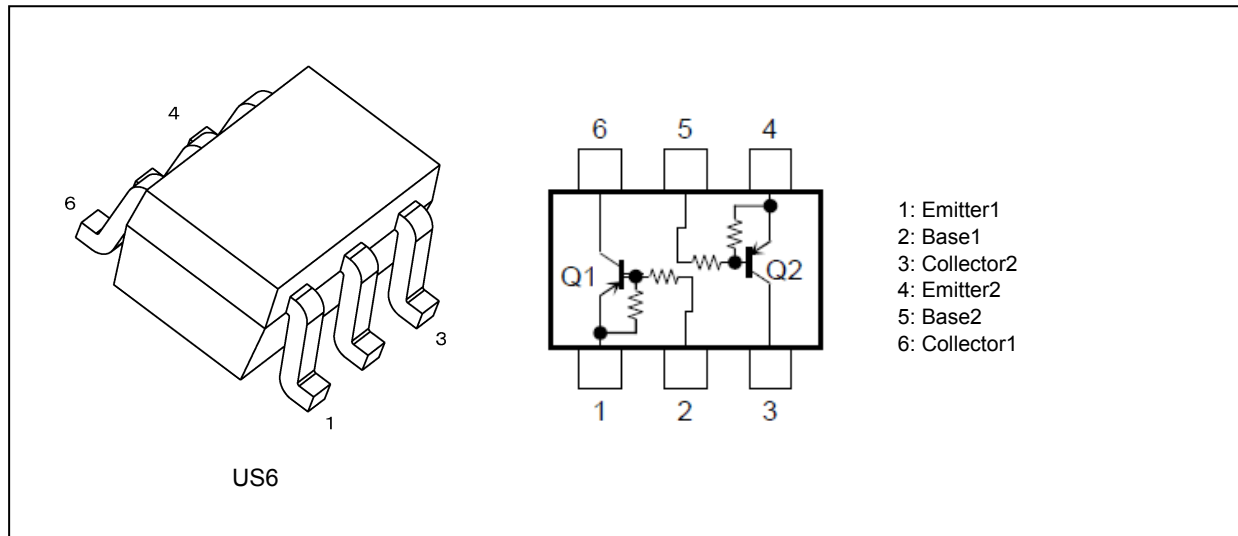 4
6
3
1
US6
6 5 4
Q1 Q2
1 2 3
1: Emitter1
2: Base1
3: Collector2
4: Emitter2
5: Base2
6: Collector1